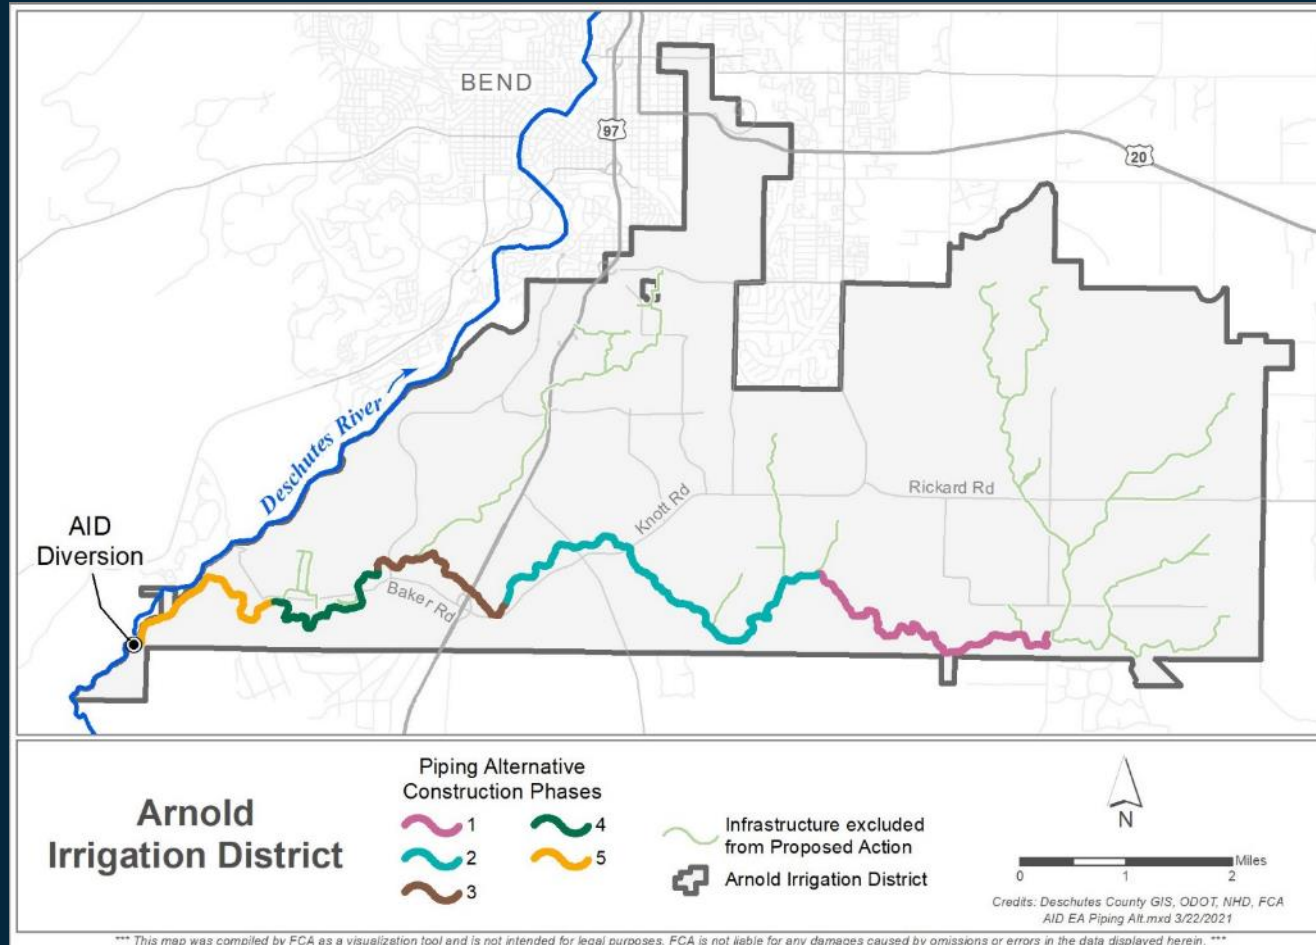 BEND
97
20
Deschutes River
Rickard Rd
Knott Rd
AID
Diversion
Baker Rd
Arnold
Irrigation District
Piping Alternative
Construction Phases
1
2
3
4
5
Infrastructure excluded
from Proposed Action
Arnold Irrigation District
N
Miles
0 1 2
Credits: Deschutes County GIS, ODOT, NHD, FCA
AID EA Piping Alt.mxd 3/22/2021
*** This map was compiled by FCA as a visualization tool and is not intended for legal purposes. FCA is not liable for any damages caused by omissions or errors in the data displayed herein. ***